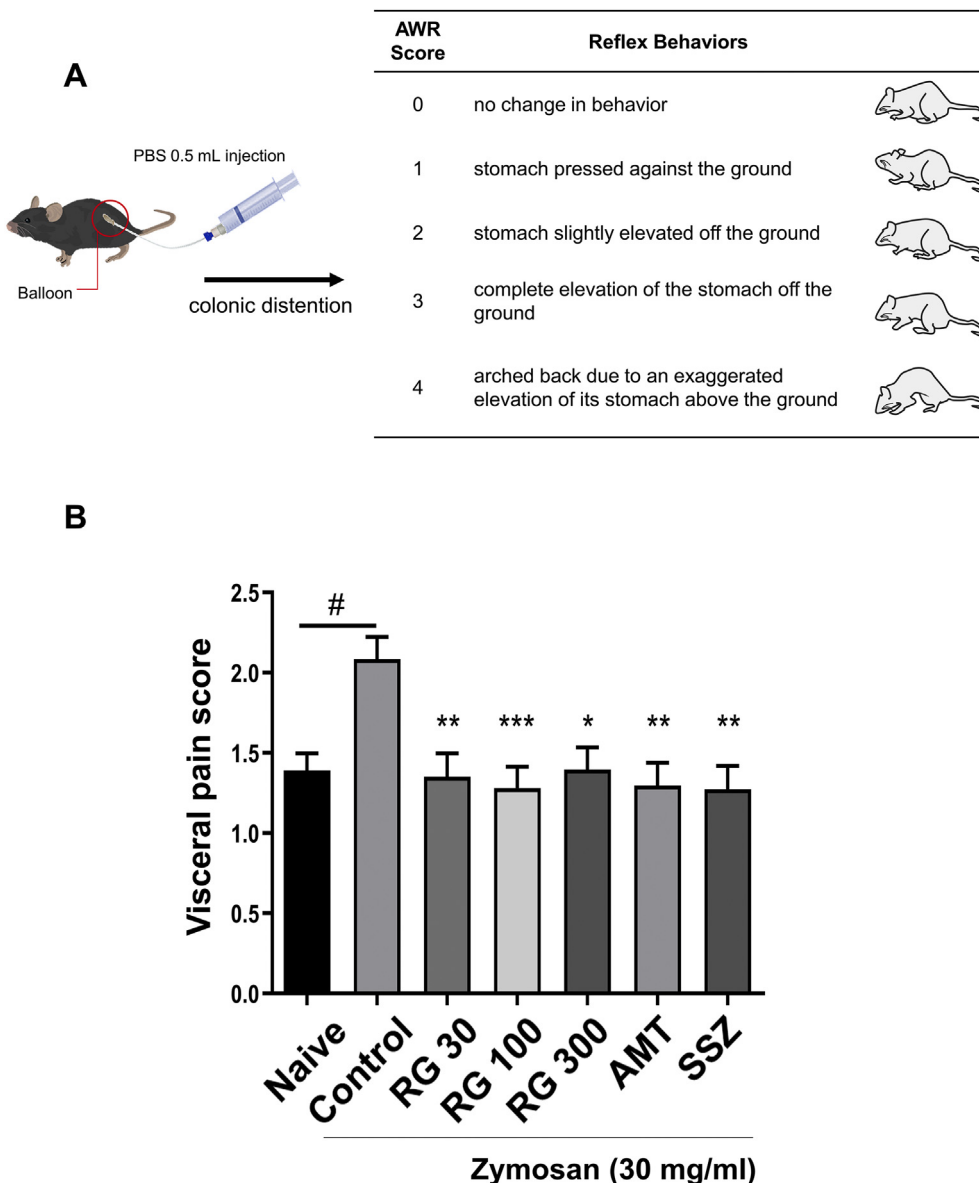 A
PBS 0.5 mL injection
Balloon
colonic distention
AWR Score Reflex Behaviors
0 no change in behavior
1 stomach pressed against the ground
2 stomach slightly elevated off the ground
3 complete elevation of the stomach off the
ground
4 arched back due to an exaggerated
elevation of its stomach above the ground
B
Visceral pain score
2.5
2.0
1.5
1.0
0.5
0.0
#
** *** * ** **
Naive Control RG 30 RG 100 RG 300 AMT SSZ
Zymosan (30 mg/ml)